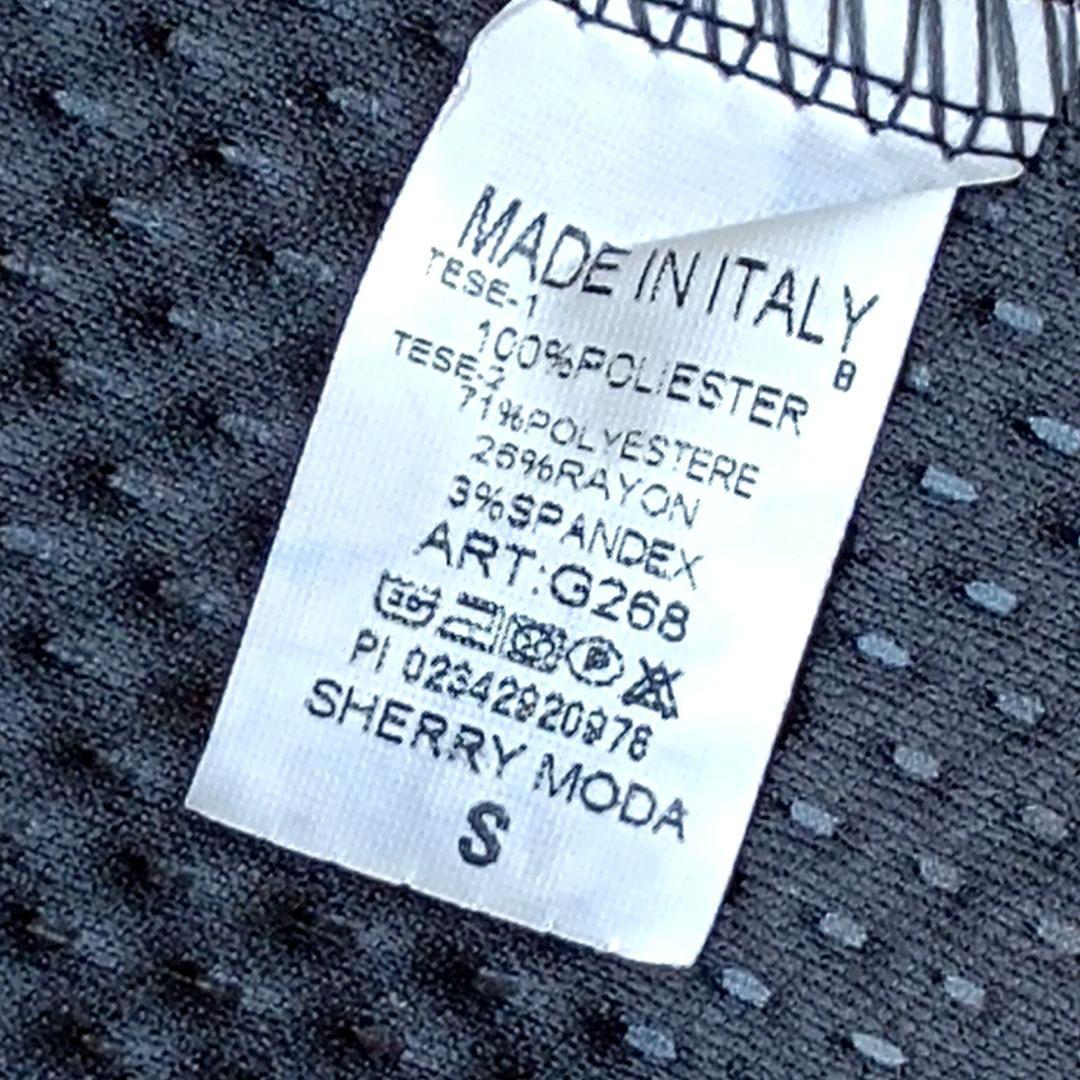 MADE IN ITALY
B
TESE-1
100%POLIESTER
TESE-2
71%POLYESTERE
26%RAYON
3%SPANDEX
ART:G268
P
PI 02342920976
SHERRY MODA
S